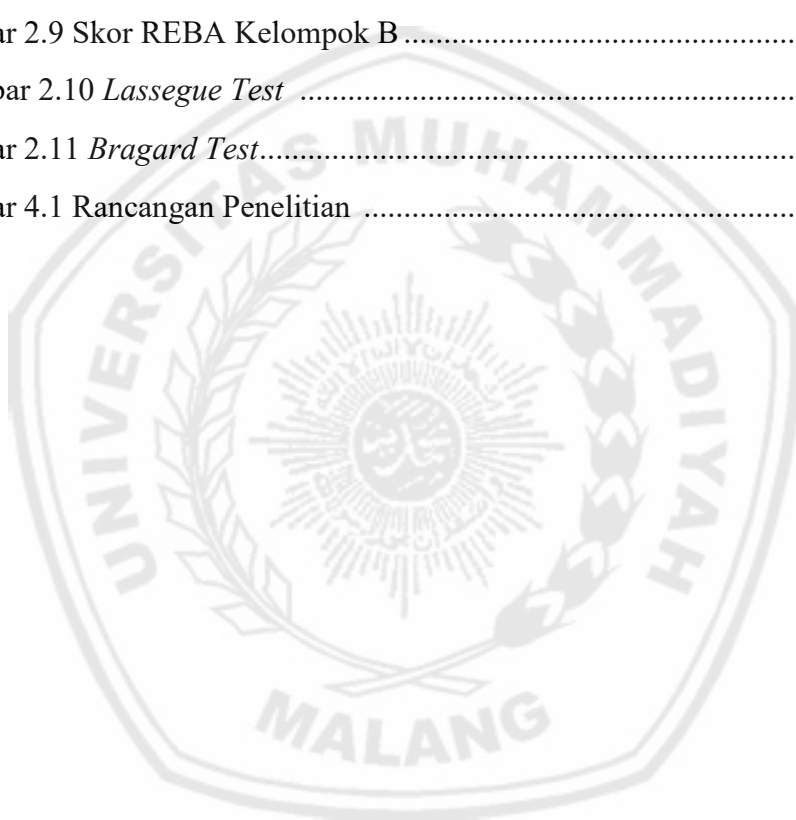 ar 2.9 Skor REBA Kelompok B ..................................................
bar 2.10 Lassegue Test ...............................................................
ar 2.11 Bragard Test....................................................................
ar 4.1 Rancangan Penelitian .......................................................
UNIVERSITAS MUHAMMADIYAH
MALANG